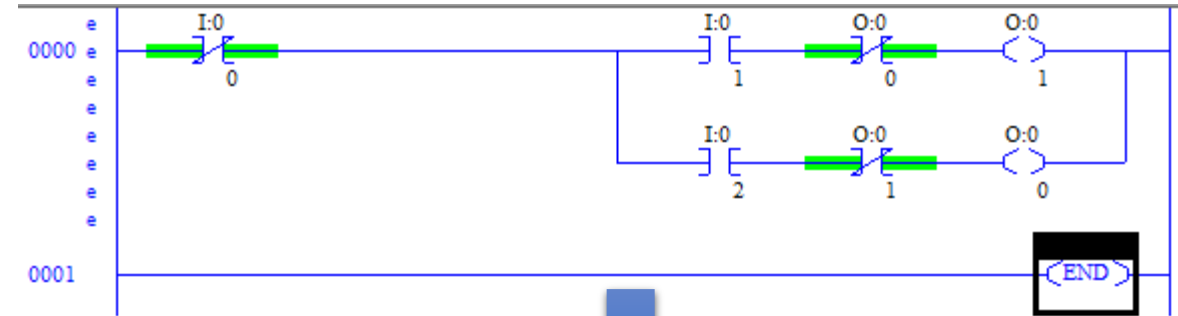 e I:0 I:0 O:0 O:0
0000 e
e 0 1 0 1
e
e I:0 O:0 O:0
e
e 2 1 0
e
0001 END